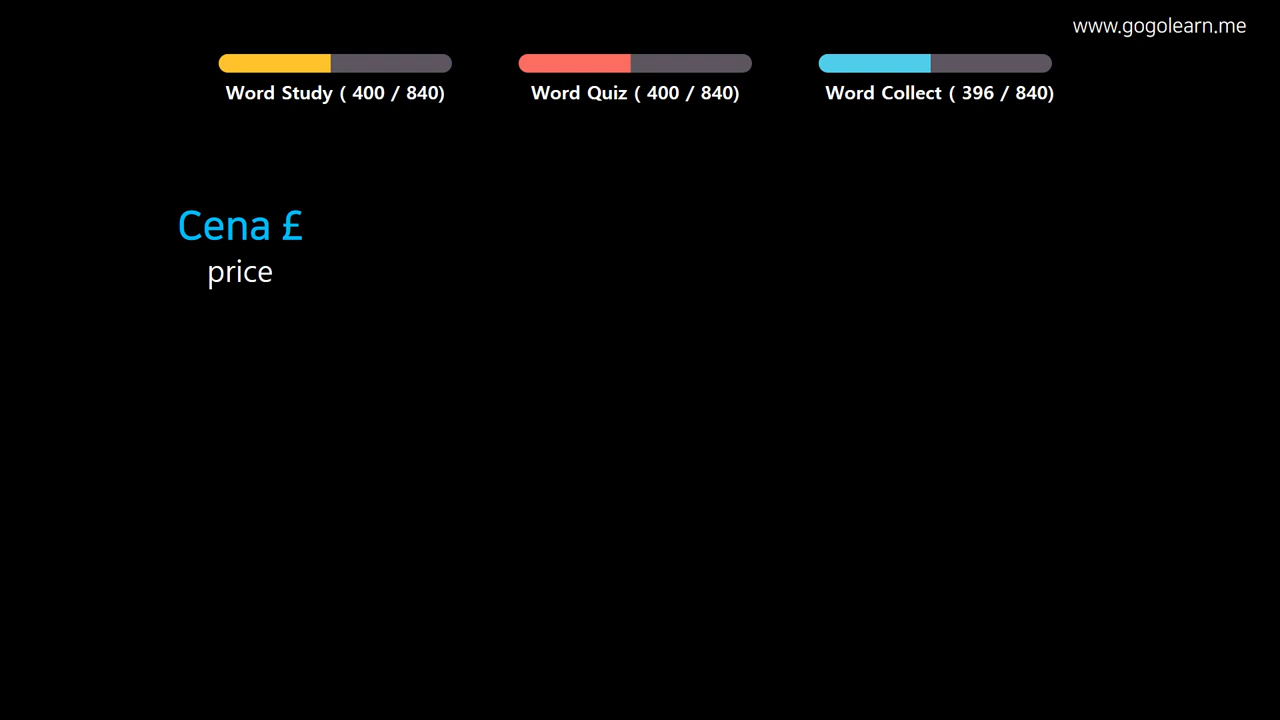 www.gogolearn.me
Word Study ( 400 / 840)
Word Quiz ( 400 / 840)
Word Collect ( 396 / 840)
Cena £
price